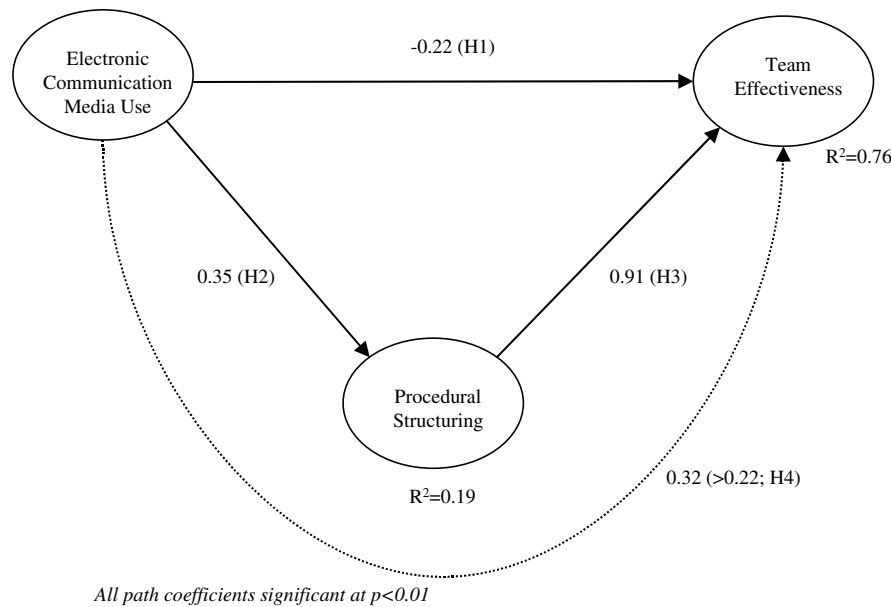 -0.22 (H1)
Electronic
Communication
Media Use
Team
Effectiveness
R²=0.76
0.35 (H2)
0.91 (H3)
Procedural
Structuring
0.32 (>0.22; H4)
R²=0.19
All path coefficients significant at p<0.01